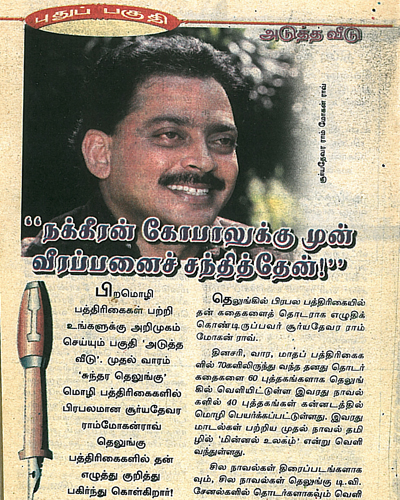 புதுப் பகுதி
அடுத்த வீடு
சூர்யதேவர ராம் மோகன் ராவ்
“நக்கீரன் கோபாலுக்கு முன்
வீரப்பனைச் சந்தித்தேன்!”
பிறமொழி
பத்திரிகைகள் பற்றி
உங்களுக்கு அறிமுகம்
செய்யும் பகுதி 'அடுத்த
வீடு'. முதல் வாரம்
'சுந்தர தெலுங்கு'
மொழி பத்திரிகைகளில்
பிரபலமான சூர்யதேவர
ராம்மோகன்ராவ்
தெலுங்கு
பத்திரிகைகளில் தன்
எழுத்து குறித்து
பகிர்ந்து கொள்கிறார்!
தெலுங்கில் பிரபல பத்திரிகையில்
தன் கதைகளைத் தொடராக எழுதிக்
கொண்டிருப்பவர் சூர்யதேவர ராம்
மோகன் ராவ்.
தினசரி, வார, மாதப் பத்திரிகைக
ளில் 70களிலிருந்து வந்த தனது தொடர்
கதைகளை 60 புத்தகங்களாக தெலுங்
கில் வெளியிட்டுள்ள இவரது நாவல்
களில் 40 புத்தகங்கள் கன்னடத்தில்
மொழி பெயர்க்கப்பட்டுள்ளது. இவரது
மாடல்கள் பற்றிய முதல் நாவல் தமி
ழில் 'மின்னல் உலகம்' என்று வெளி
வந்துள்ளது.
சில நாவல்கள் திரைப்படங்களாக
வும், சில நாவல்கள் தெலுங்கு டி.வி.
சேனல்களில் தொடர்களாகவும் வெளி